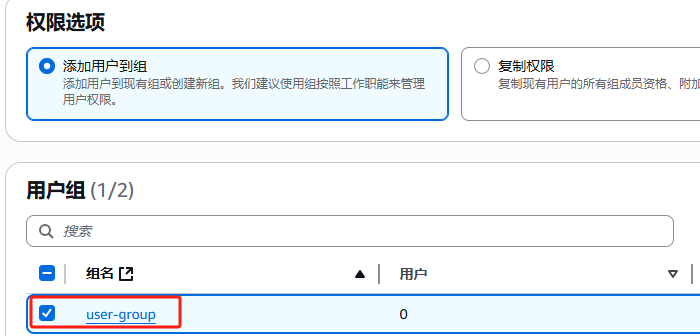 权限选项
添加用户到组
添加用户到现有组或创建新组。我们建议使用组按照工作职能来管理
用户权限。
复制权限
复制现有用户的所有组成员资格、附加
用户组 (1/2)
搜索
组名 用户
user-group 0